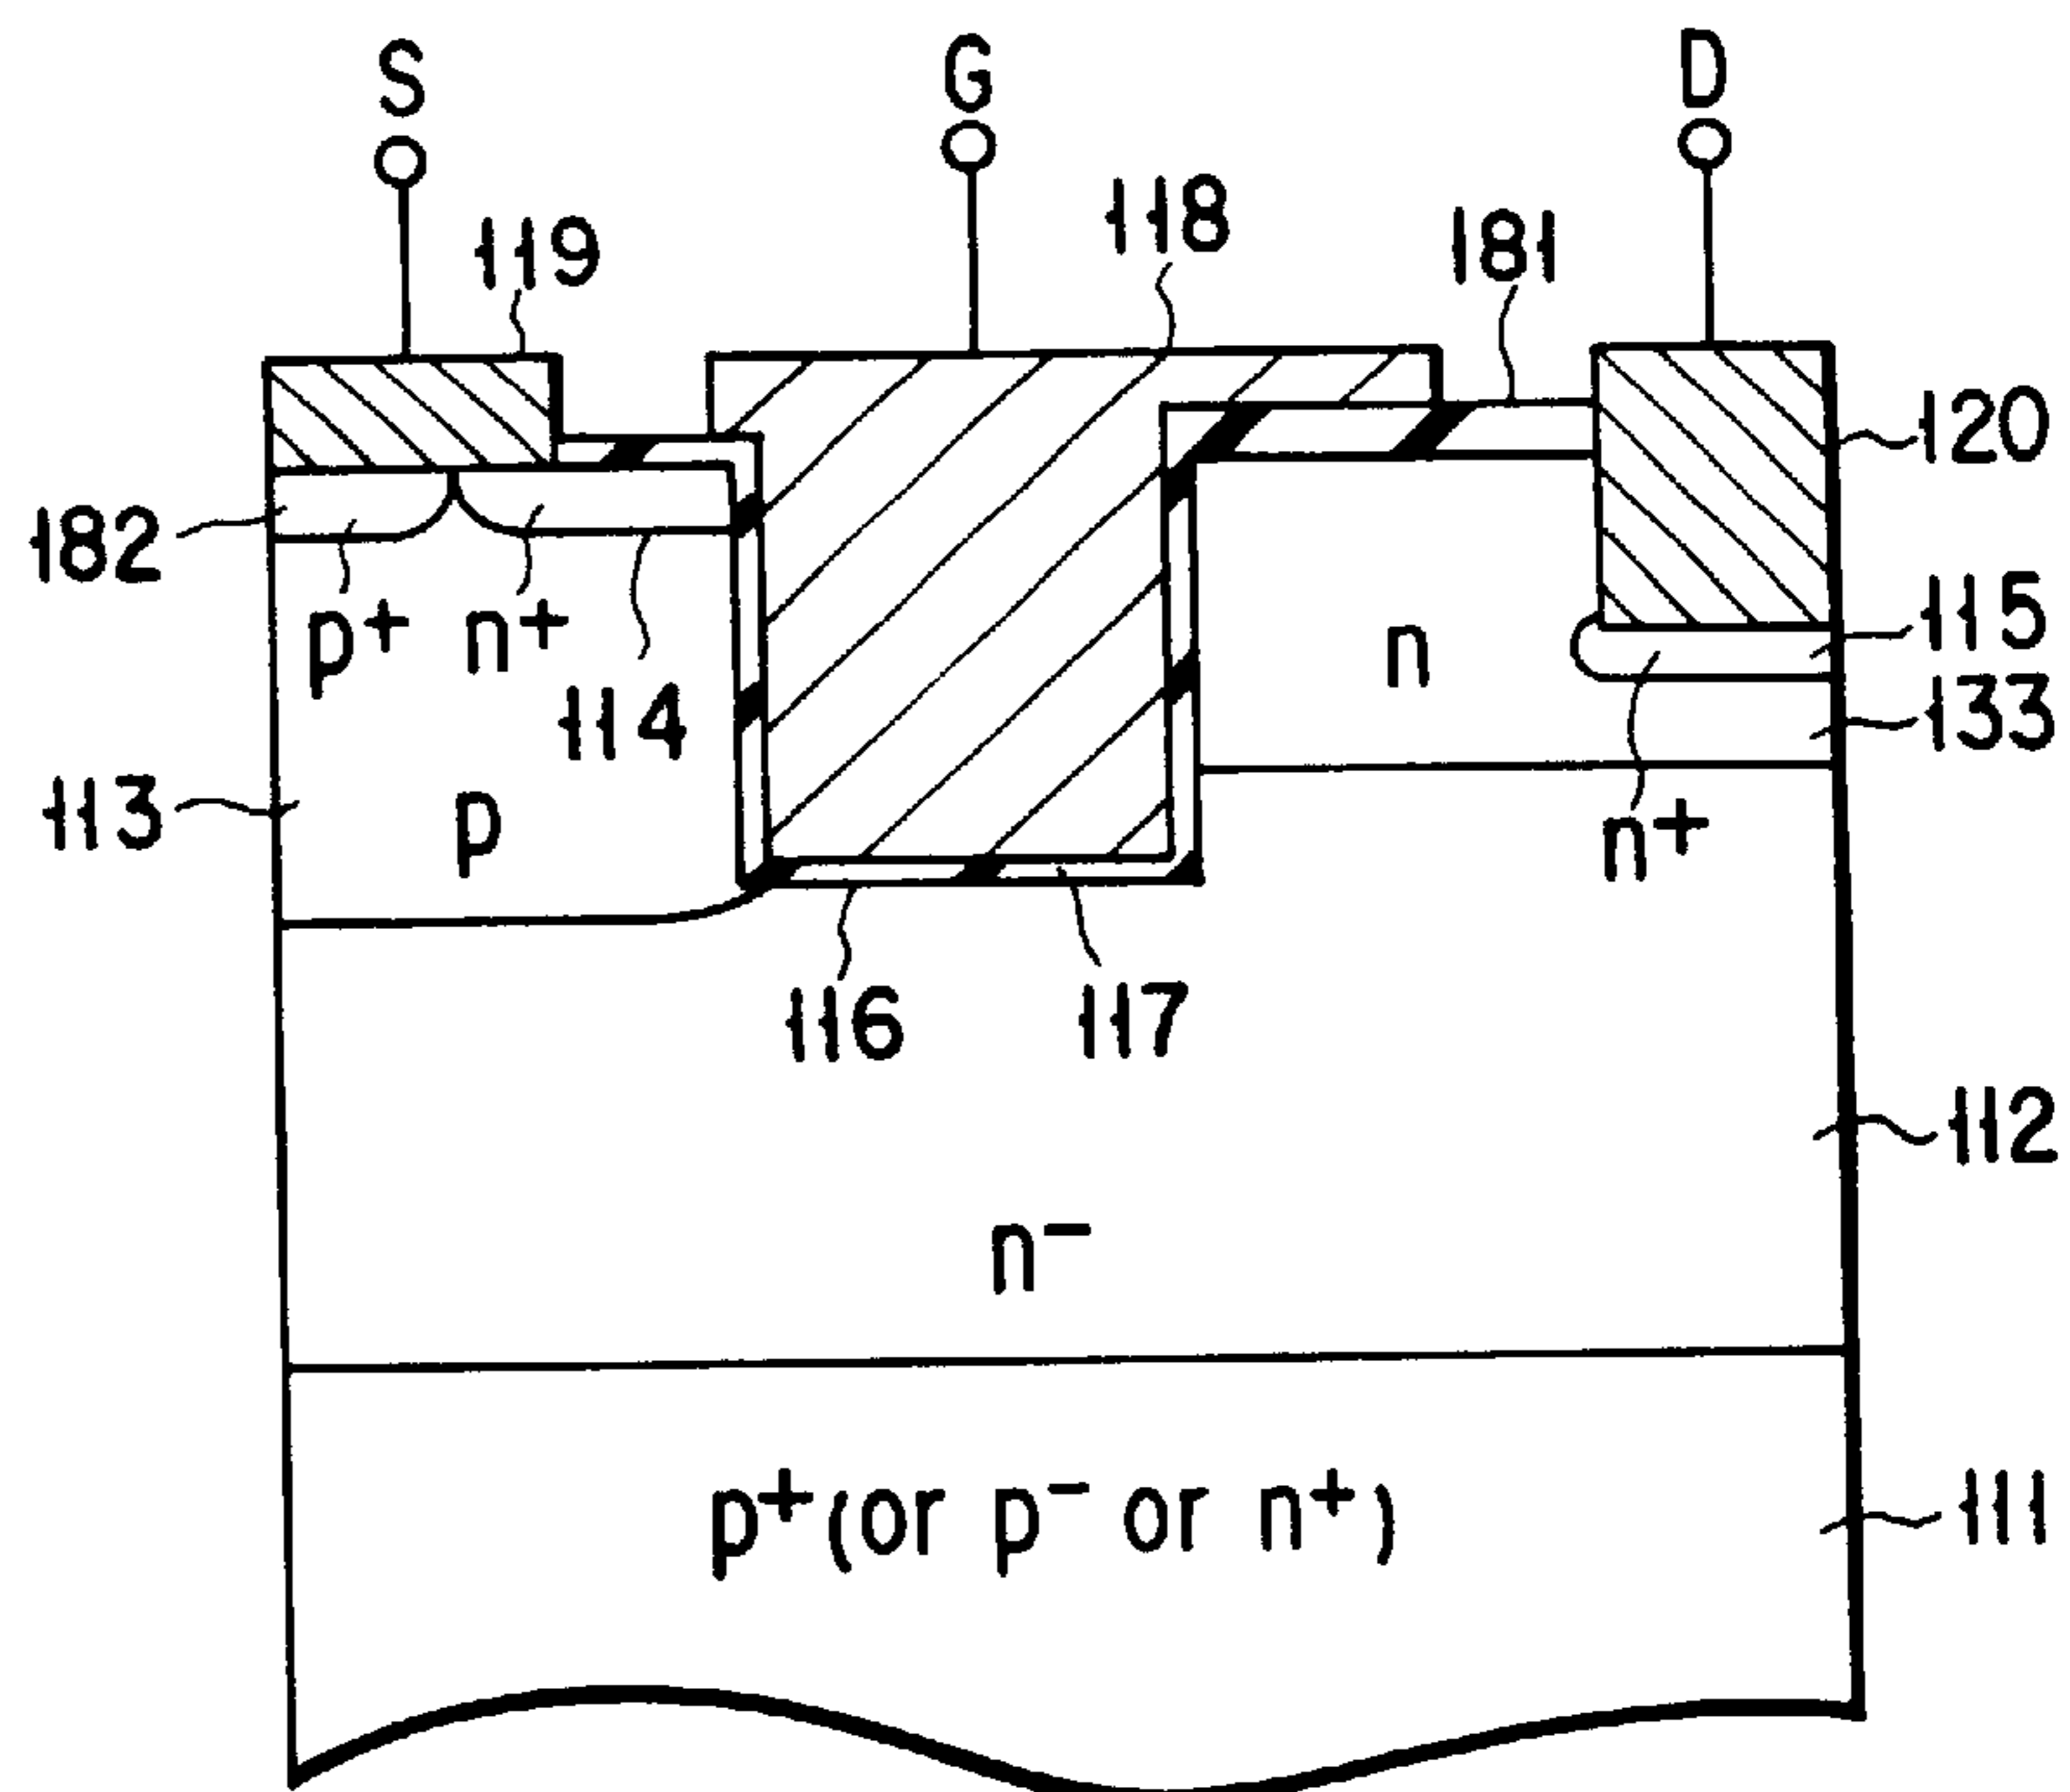 S G D
119 118 181
120
182
p+ n+ n 115
114 133
113 p n+
116 117
112
n−
p+(or p− or n+) 111